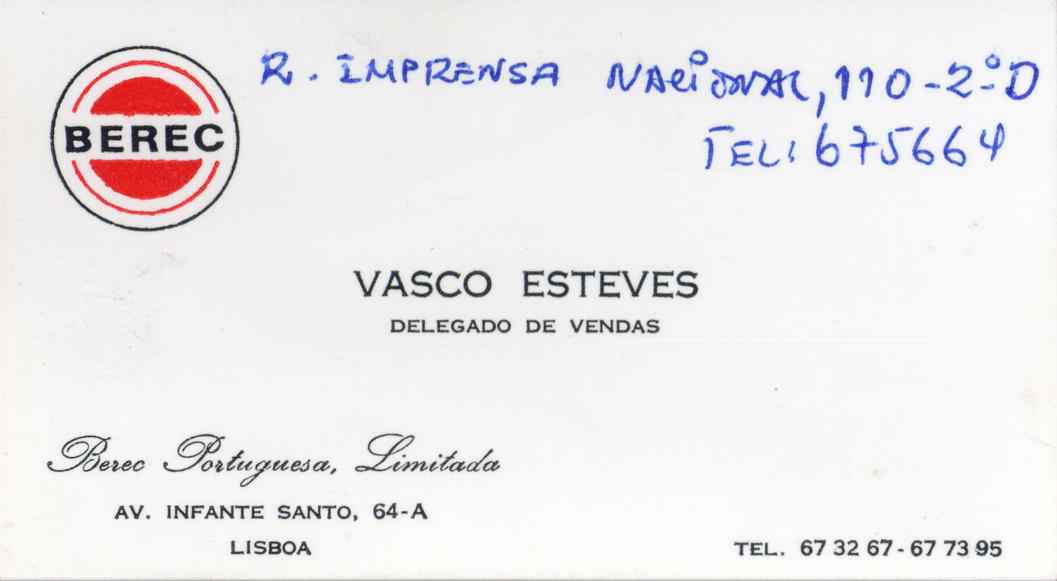 R. IMPRENSA NACIONAL, 110-2ºD
TEL: 675664
BEREC
VASCO ESTEVES
DELEGADO DE VENDAS
Berec Portuguesa, Limitada
AV. INFANTE SANTO, 64-A
LISBOA
TEL. 67 32 67 - 67 73 95